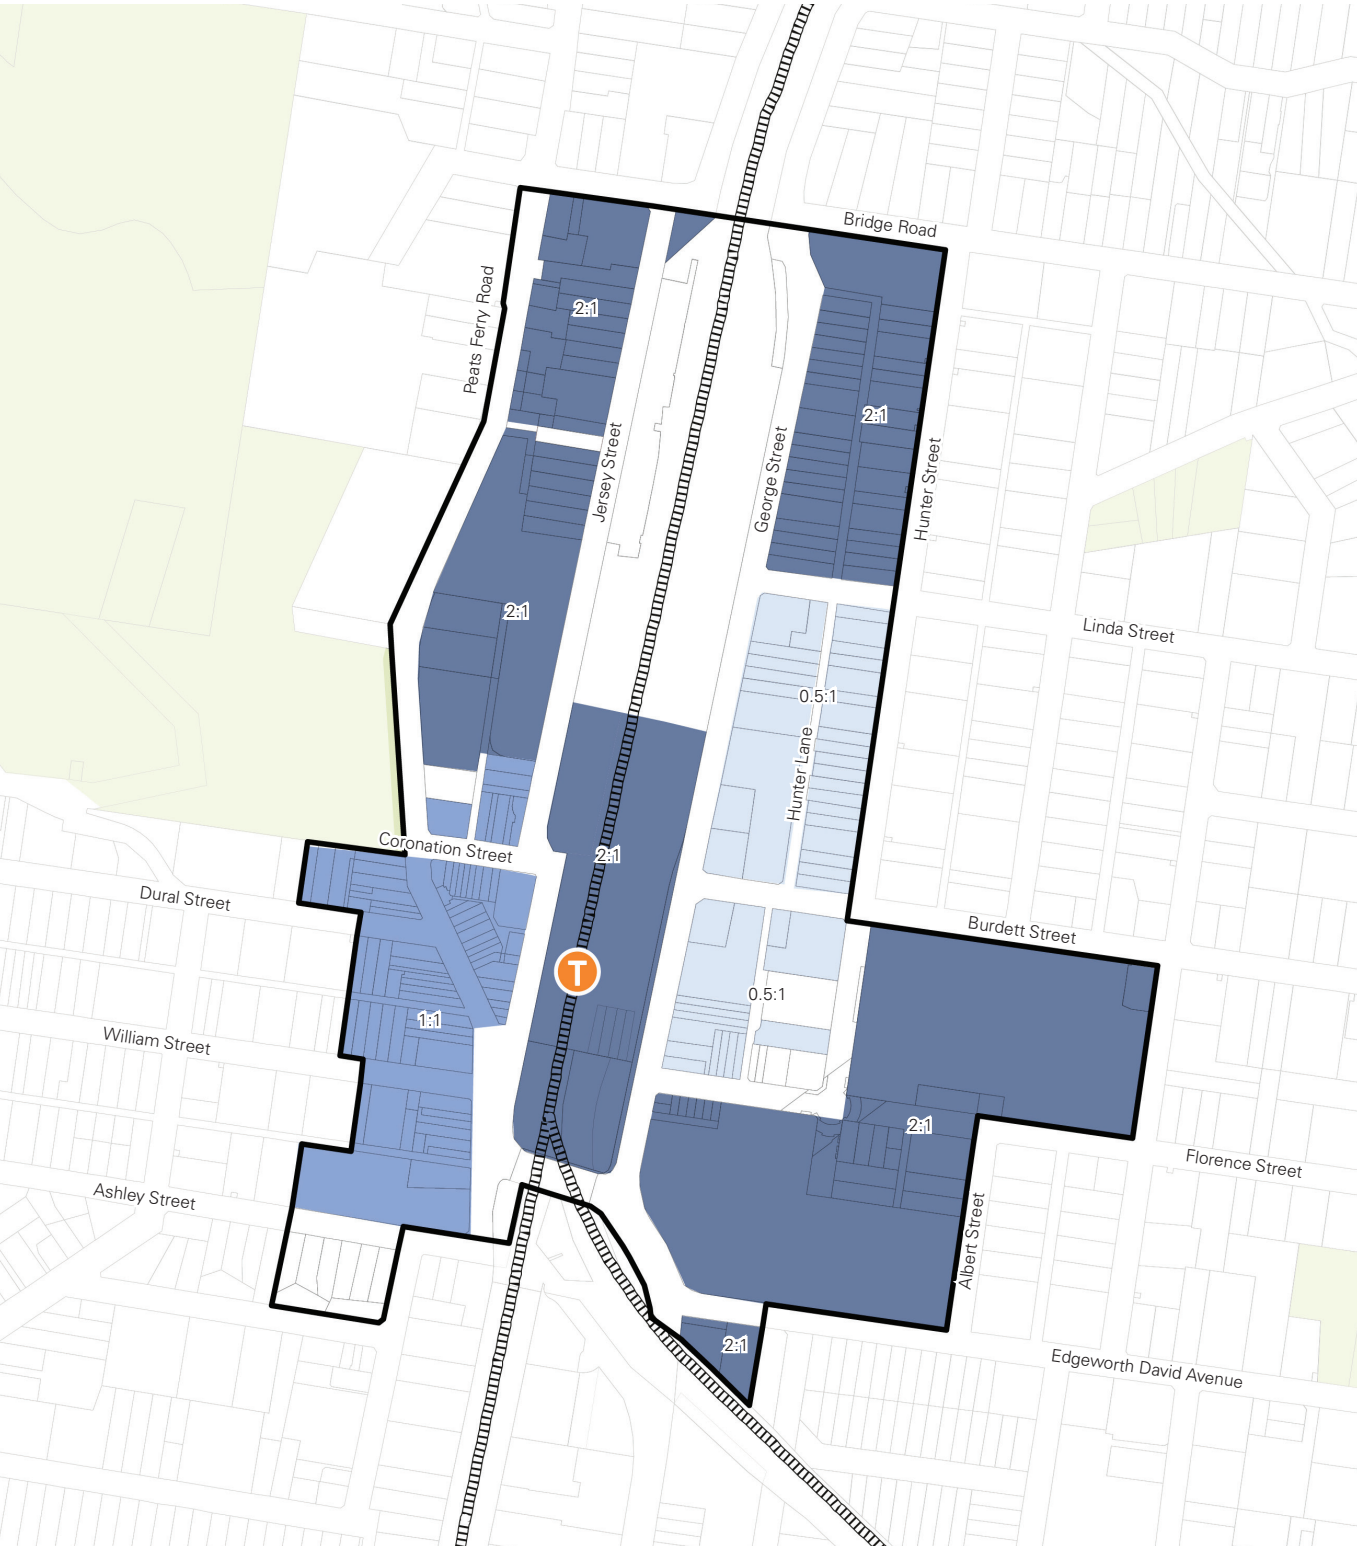 Bridge Road
Peats Ferry Road
2:1
2:1
Jersey Street
George Street
Hunter Street
2:1
Linda Street
0.5:1
Hunter Lane
Coronation Street
2:1
Dural Street
Burdett Street
T
0.5:1
1:1
William Street
2:1
Florence Street
Ashley Street
Albert Street
2:1
Edgeworth David Avenue